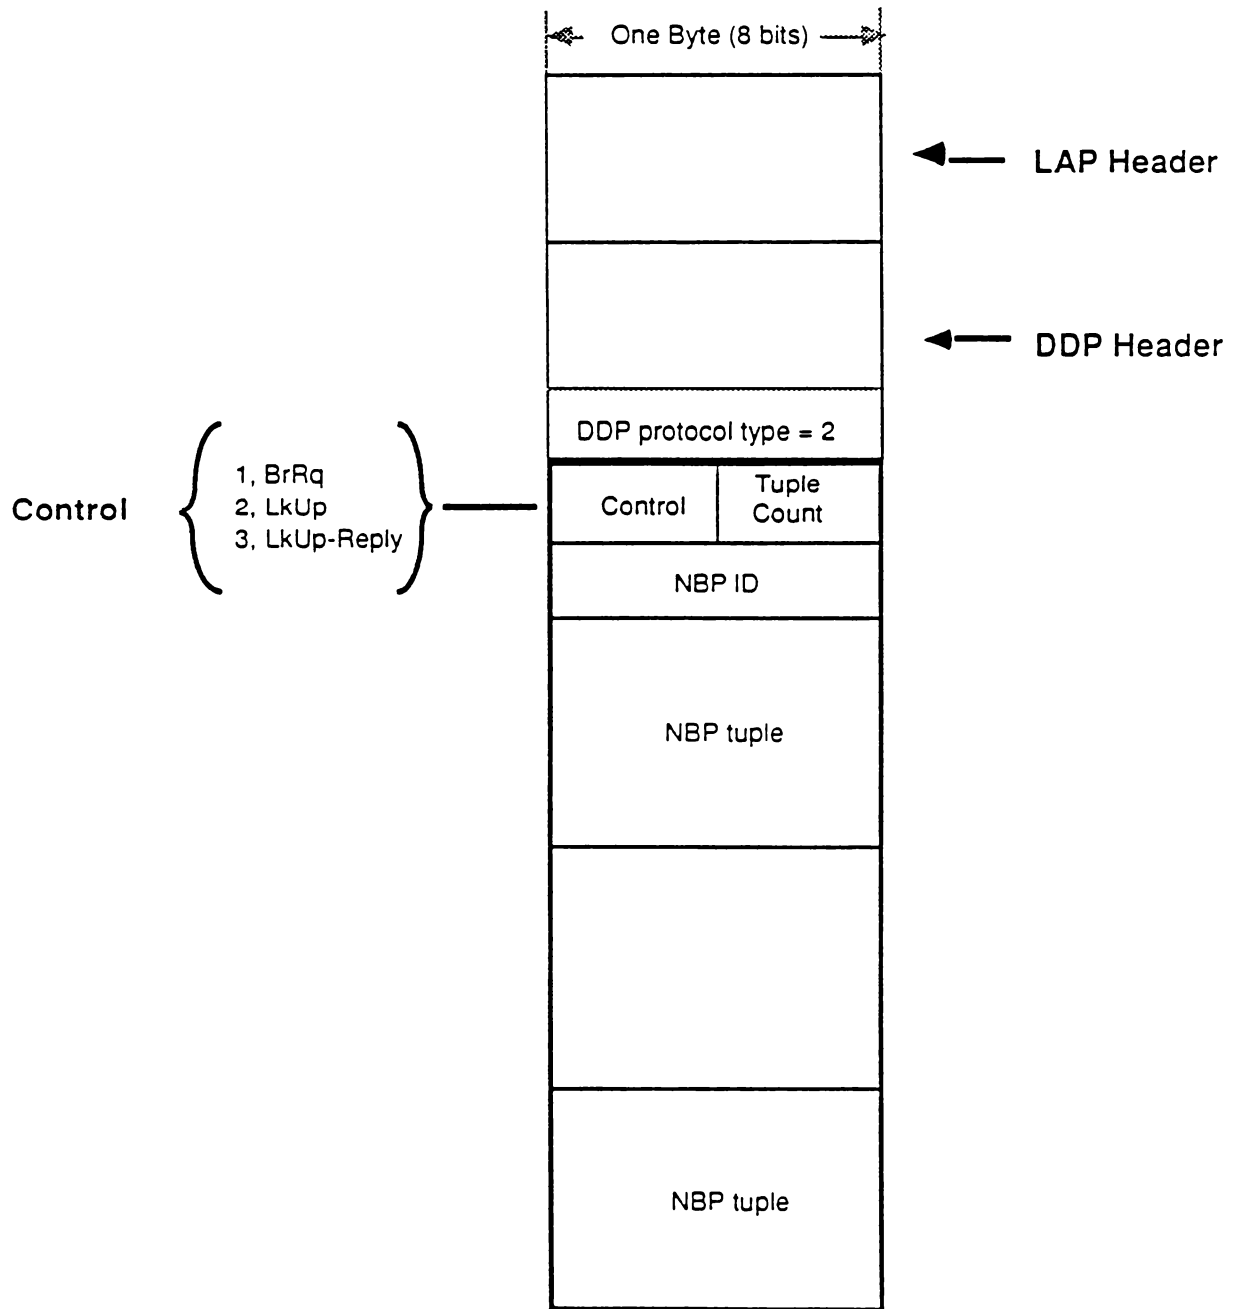 One Byte (8 bits)
LAP Header
DDP Header
DDP protocol type = 2
Control
1, BrRq
2, LkUp
3, LkUp-Reply
Control
Tuple
Count
NBP ID
NBP tuple
NBP tuple